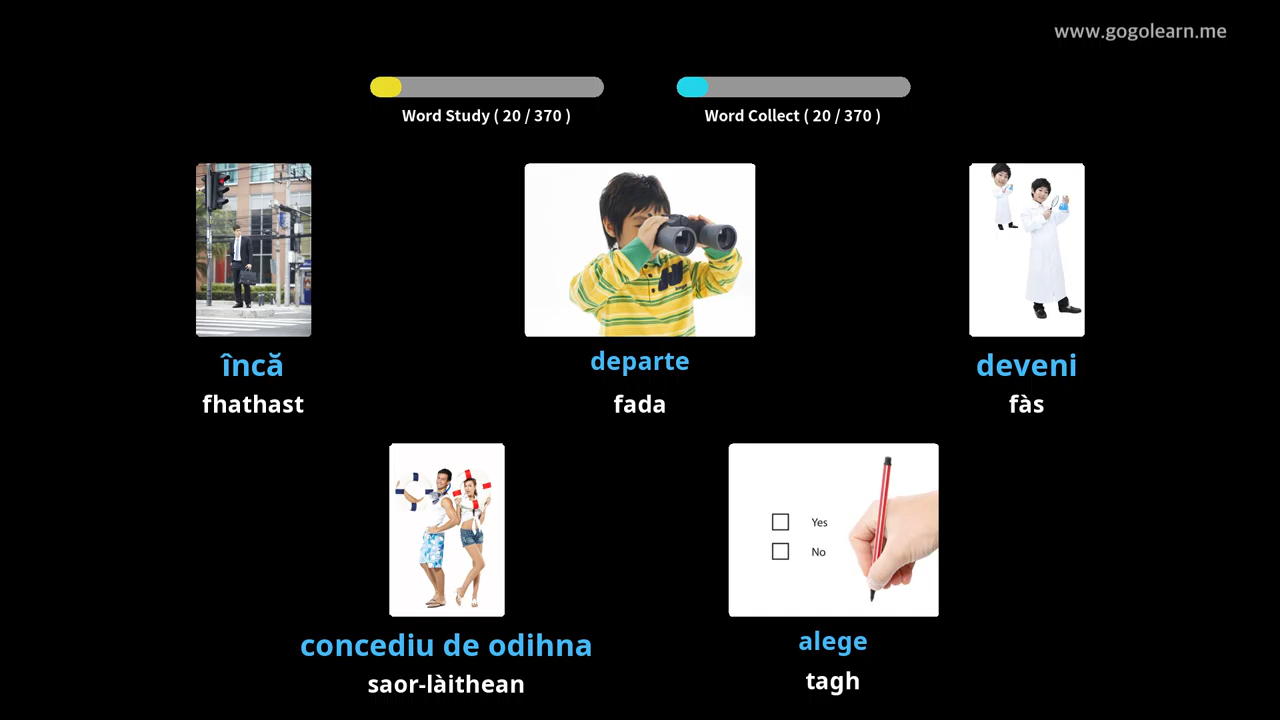 www.gogolearn.me
Word Study ( 20 / 370 )
Word Collect ( 20 / 370 )
încă
fhathast
departe
fada
deveni
fàs
Yes
No
concediu de odihna
saor-làithean
alege
tagh